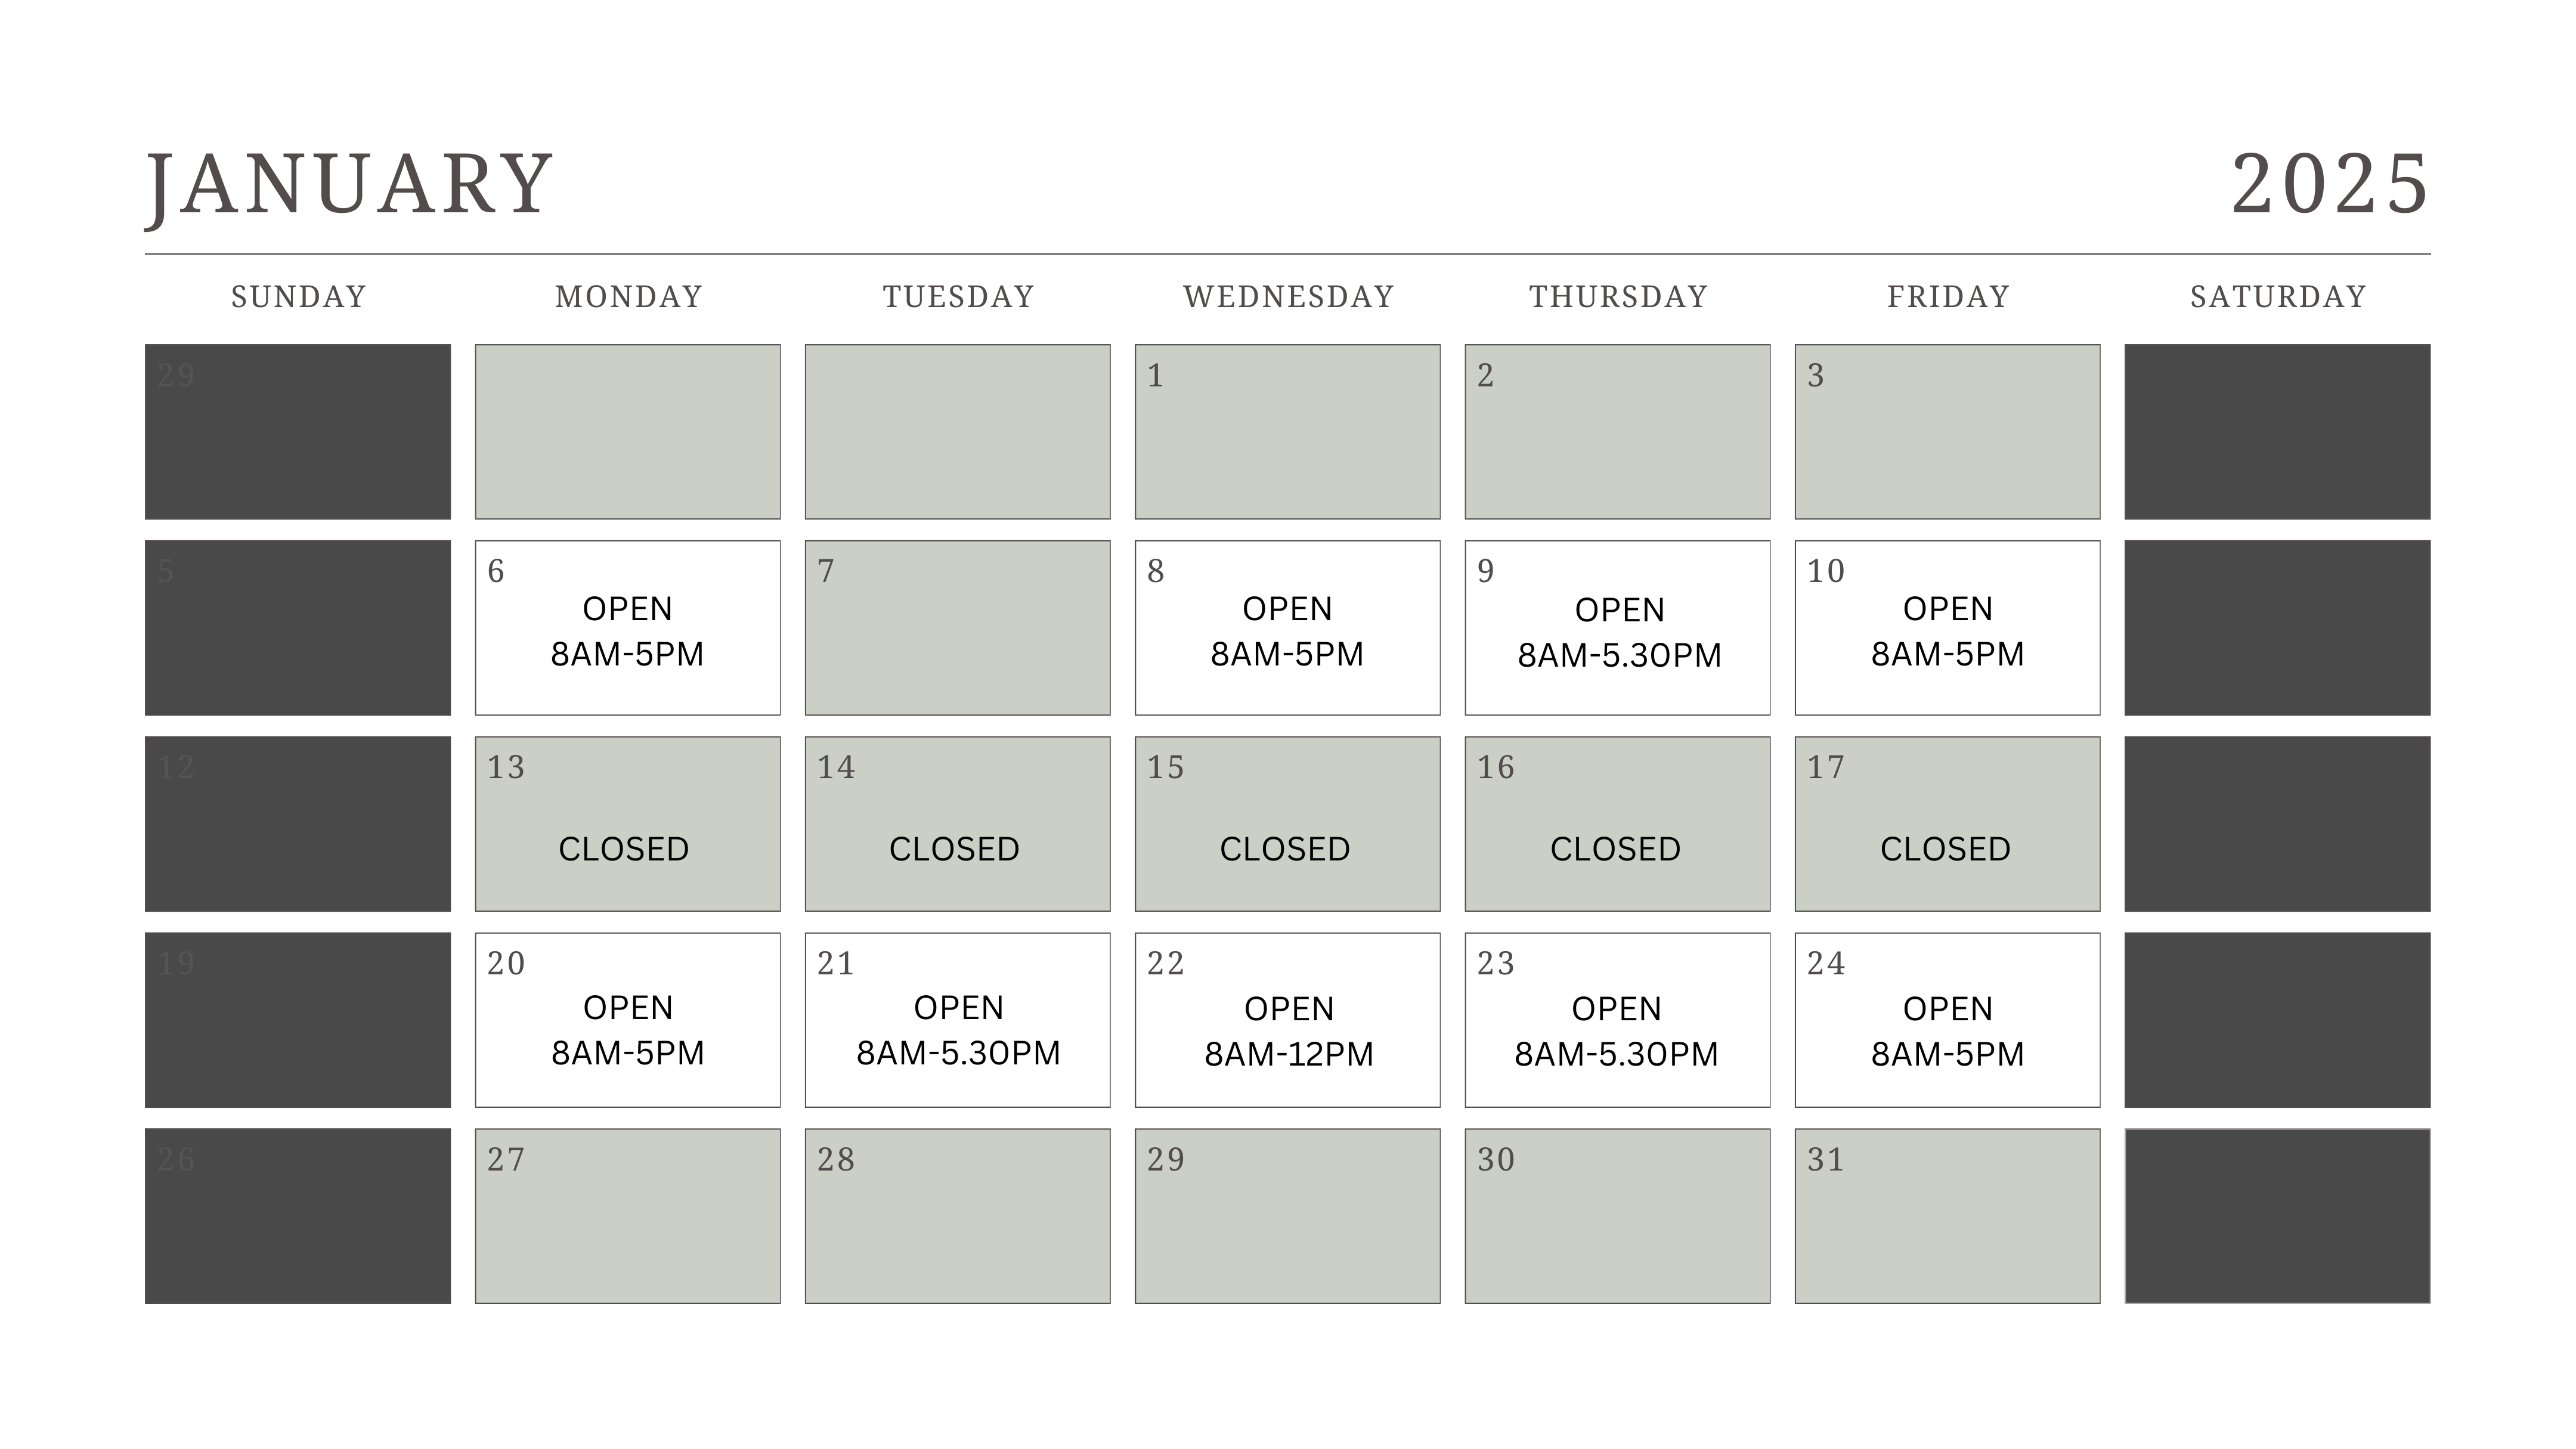 JANUARY 2025
SUNDAY MONDAY TUESDAY WEDNESDAY THURSDAY FRIDAY SATURDAY
29 1 2 3
5 6 7 8 9 10
OPEN OPEN OPEN OPEN
8AM-5PM 8AM-5PM 8AM-5.30PM 8AM-5PM
12 13 14 15 16 17
CLOSED CLOSED CLOSED CLOSED CLOSED
19 20 21 22 23 24
OPEN OPEN OPEN OPEN OPEN
8AM-5PM 8AM-5.30PM 8AM-12PM 8AM-5.30PM 8AM-5PM
26 27 28 29 30 31